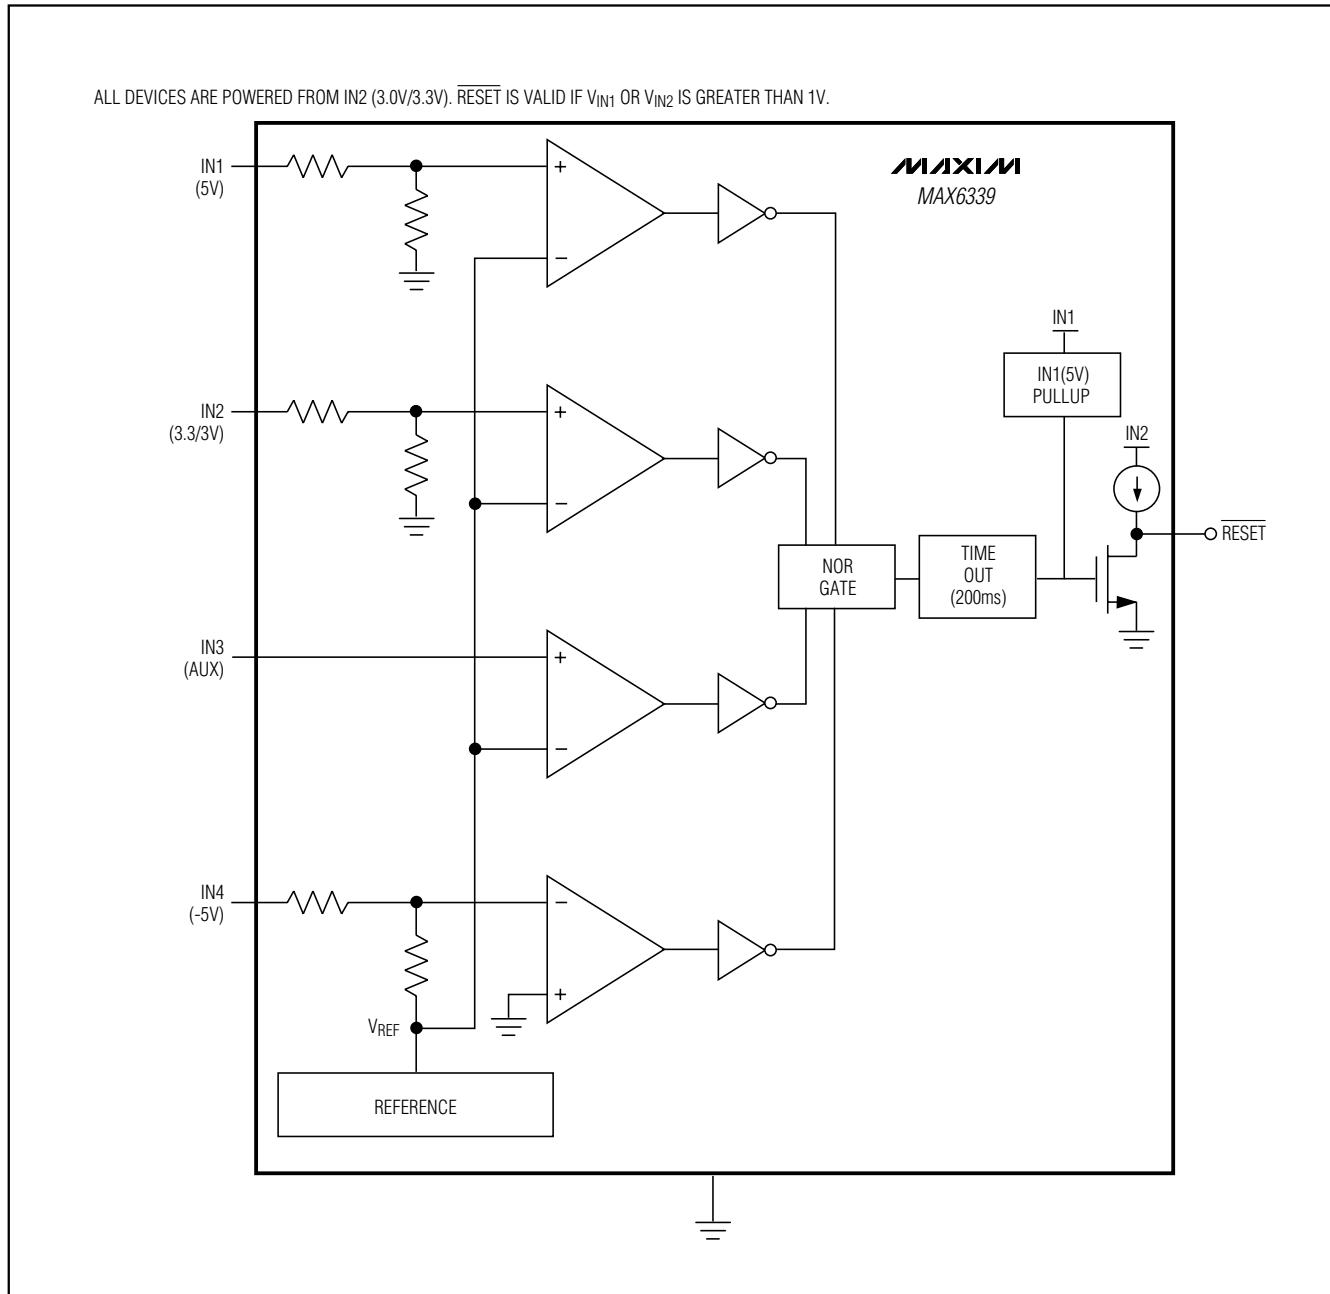 ALL DEVICES ARE POWERED FROM IN2 (3.0V/3.3V). RESET IS VALID IF VIN1 OR VIN2 IS GREATER THAN 1V.
IN1
(5V)
+
−
MAXIM
MAX6339
IN2
(3.3/3V)
+
−
IN1
IN1(5V)
PULLUP
IN2
NOR
GATE
TIME
OUT
(200ms)
RESET
IN3
(AUX)
+
−
IN4
(-5V)
−
+
VREF
REFERENCE